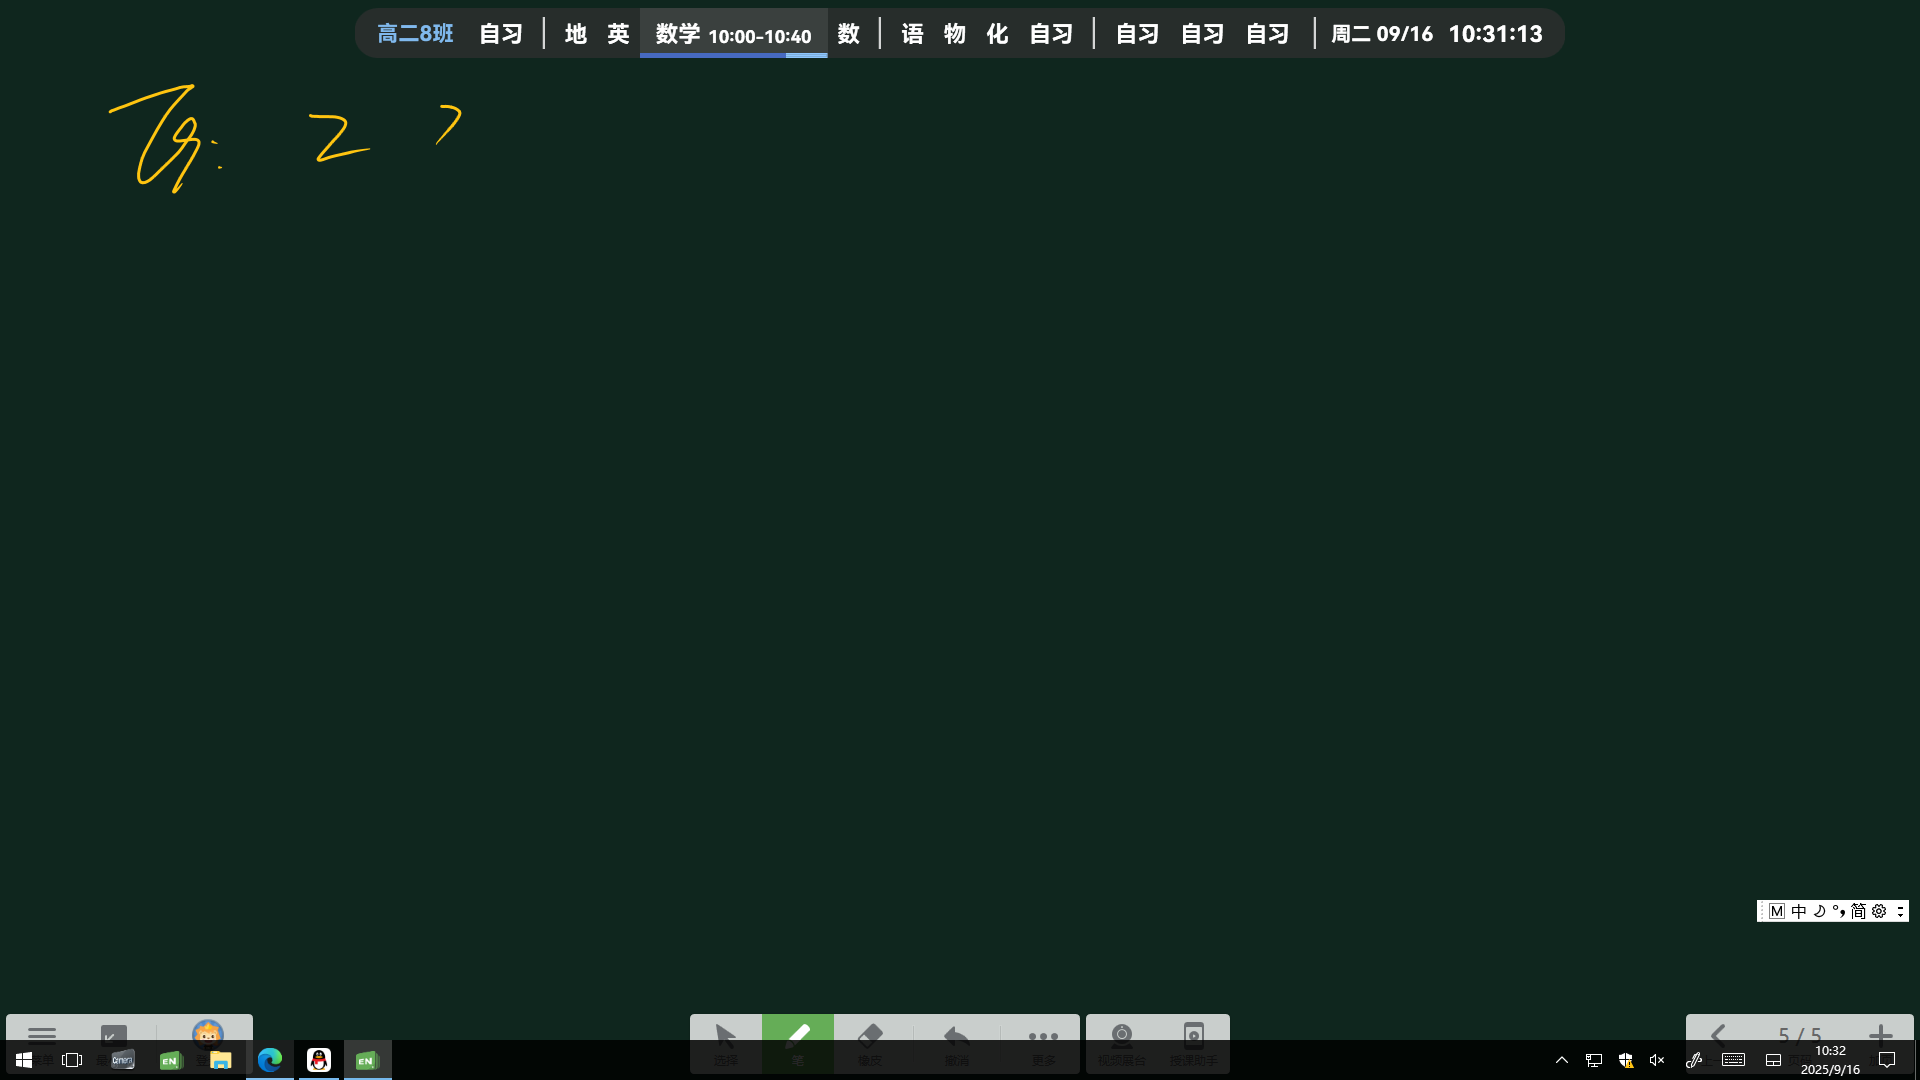 高二8班 自习 | 地 英 数学 10:00-10:40 数 | 语 物 化 自习 | 自习 自习 自习 | 周二 09/16 10:31:13
2
M 中 简
选择 笔 橡皮 撤消 更多 视频展台 授课助手
5 / 5
EN EN
10:32
2025/9/16